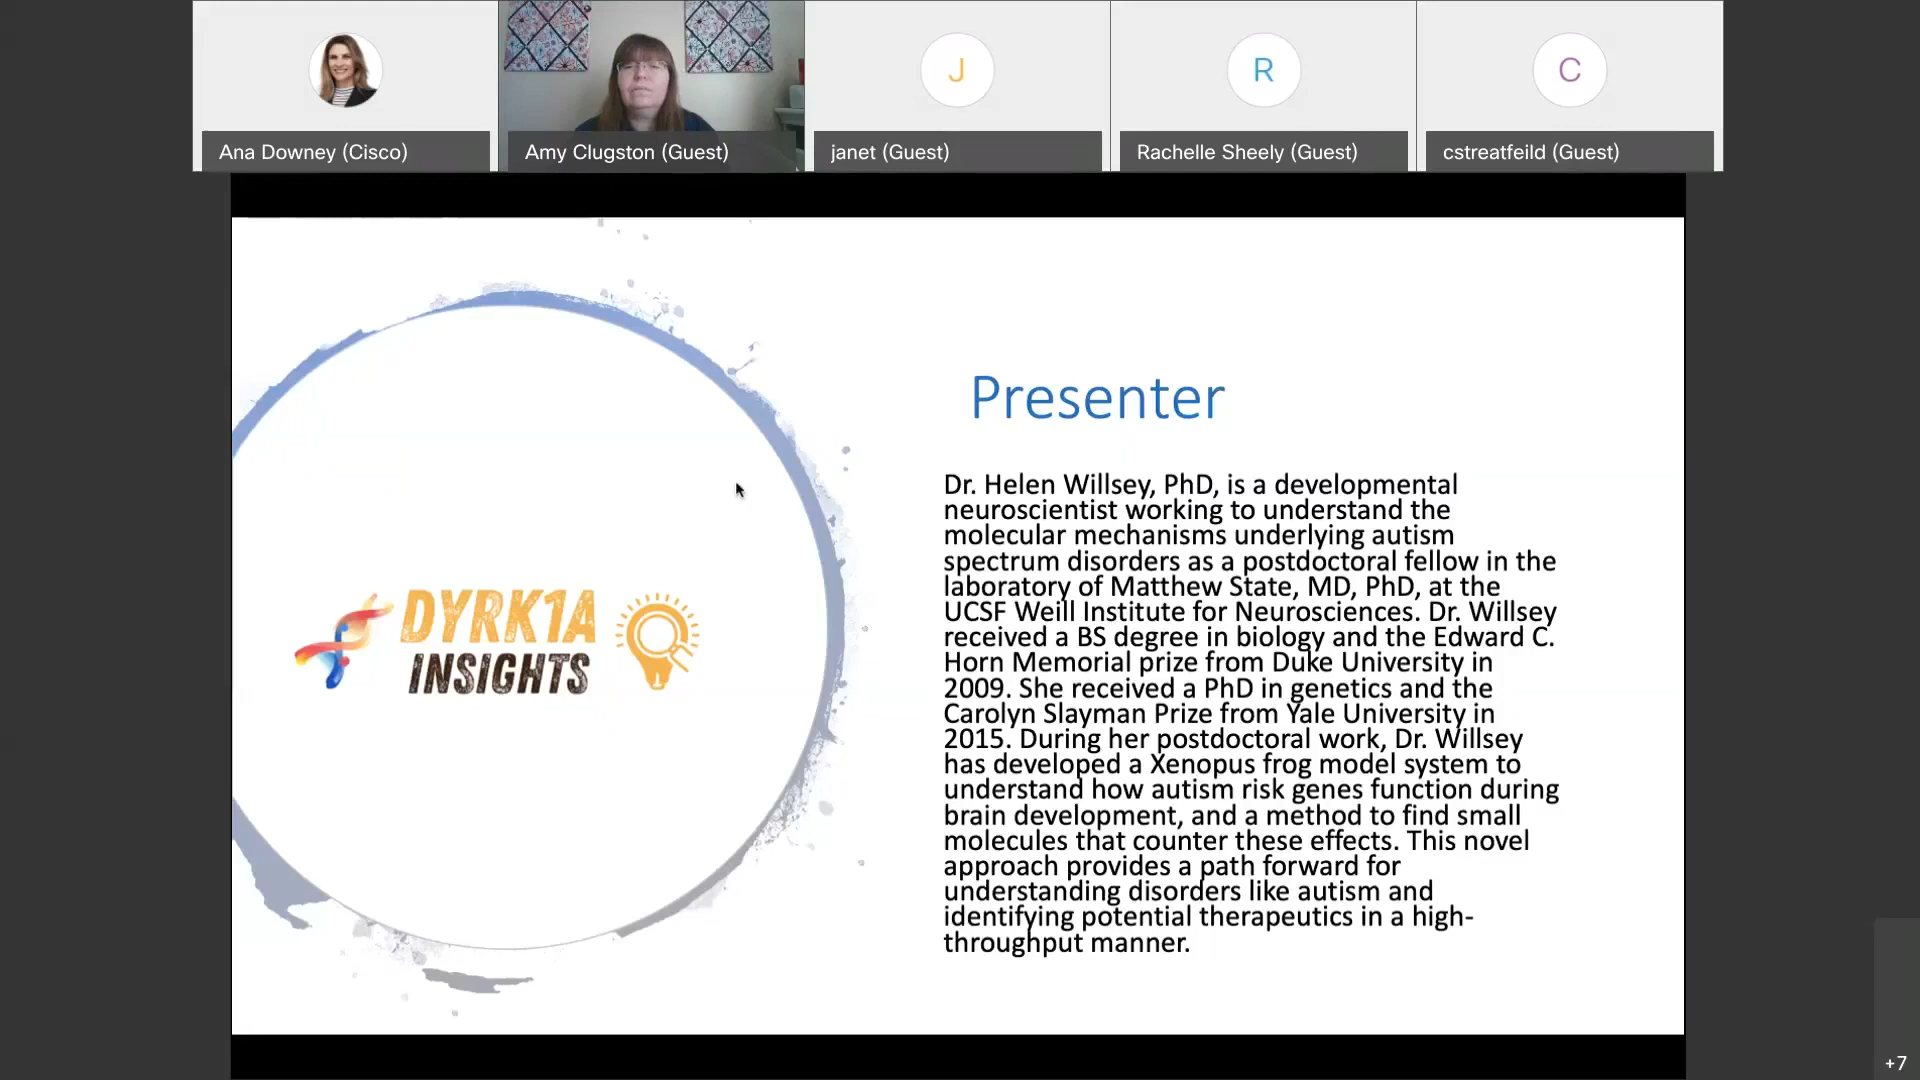 Ana Downey (Cisco)
Amy Clugston (Guest)
J
janet (Guest)
R
Rachelle Sheely (Guest)
C
cstreatfeild (Guest)
DYRK1A
INSIGHTS
Presenter
Dr. Helen Willsey, PhD, is a developmental
neuroscientist working to understand the
molecular mechanisms underlying autism
spectrum disorders as a postdoctoral fellow in the
laboratory of Matthew State, MD, PhD, at the
UCSF Weill Institute for Neurosciences. Dr. Willsey
received a BS degree in biology and the Edward C.
Horn Memorial prize from Duke University in
2009. She received a PhD in genetics and the
Carolyn Slayman Prize from Yale University in
2015. During her postdoctoral work, Dr. Willsey
has developed a Xenopus frog model system to
understand how autism risk genes function during
brain development, and a method to find small
molecules that counter these effects. This novel
approach provides a path forward for
understanding disorders like autism and
identifying potential therapeutics in a high-
throughput manner.
+7